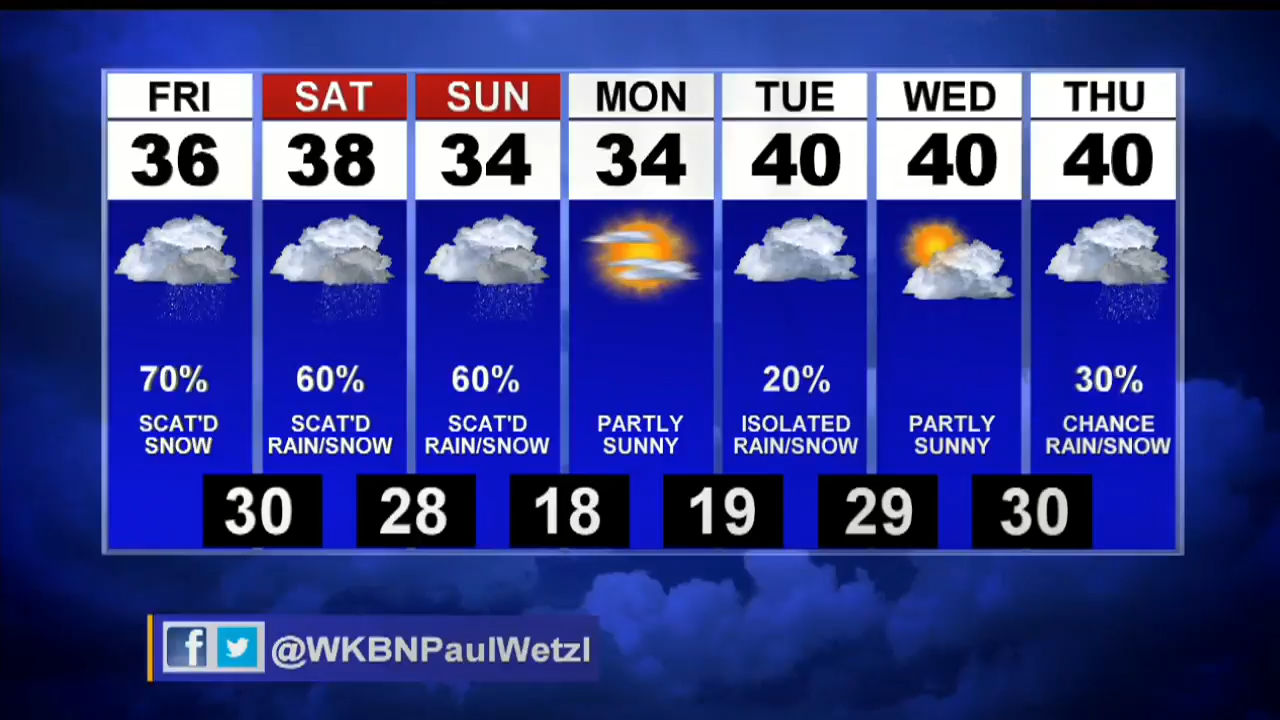 FRI SAT SUN MON TUE WED THU
36 38 34 34 40 40 40
70% 60% 60% 20% 30%
SCAT'D SCAT'D SCAT'D PARTLY ISOLATED PARTLY CHANCE
SNOW RAIN/SNOW RAIN/SNOW SUNNY RAIN/SNOW SUNNY RAIN/SNOW
30 28 18 19 29 30
f @WKBNPaulWetzl